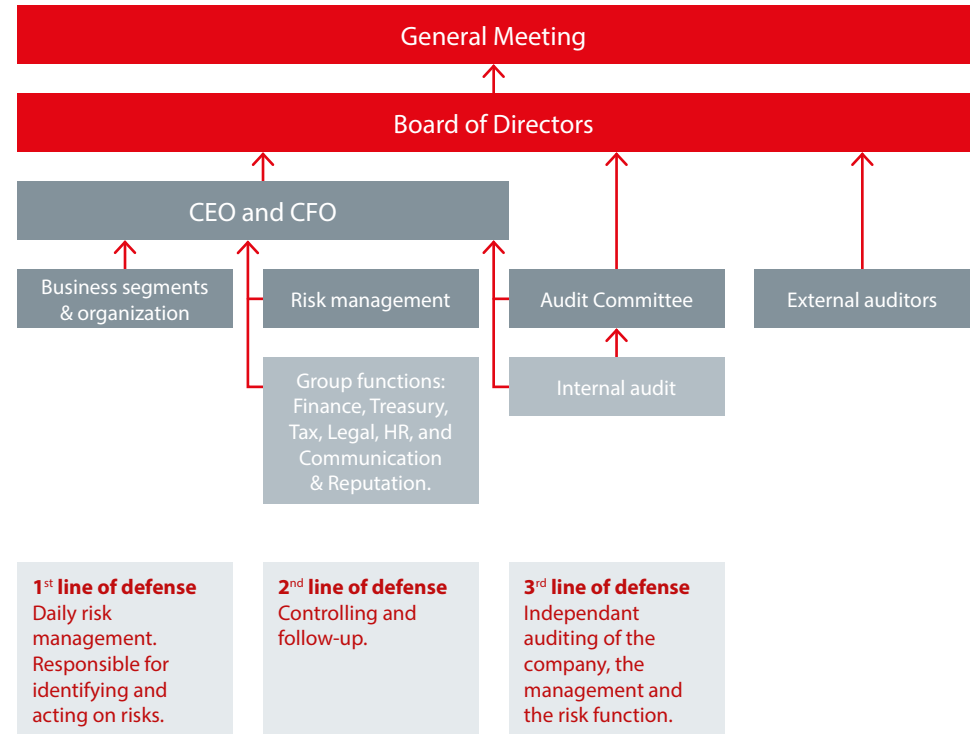 General Meeting
Board of Directors
CEO and CFO
Business segments
& organization
Risk management
Audit Committee
External auditors
Group functions:
Finance, Treasury,
Tax, Legal, HR, and
Communication
& Reputation.
Internal audit
1st line of defense
Daily risk
management.
Responsible for
identifying and
acting on risks.
2nd line of defense
Controlling and
follow-up.
3rd line of defense
Independant
auditing of the
company, the
management and
the risk function.